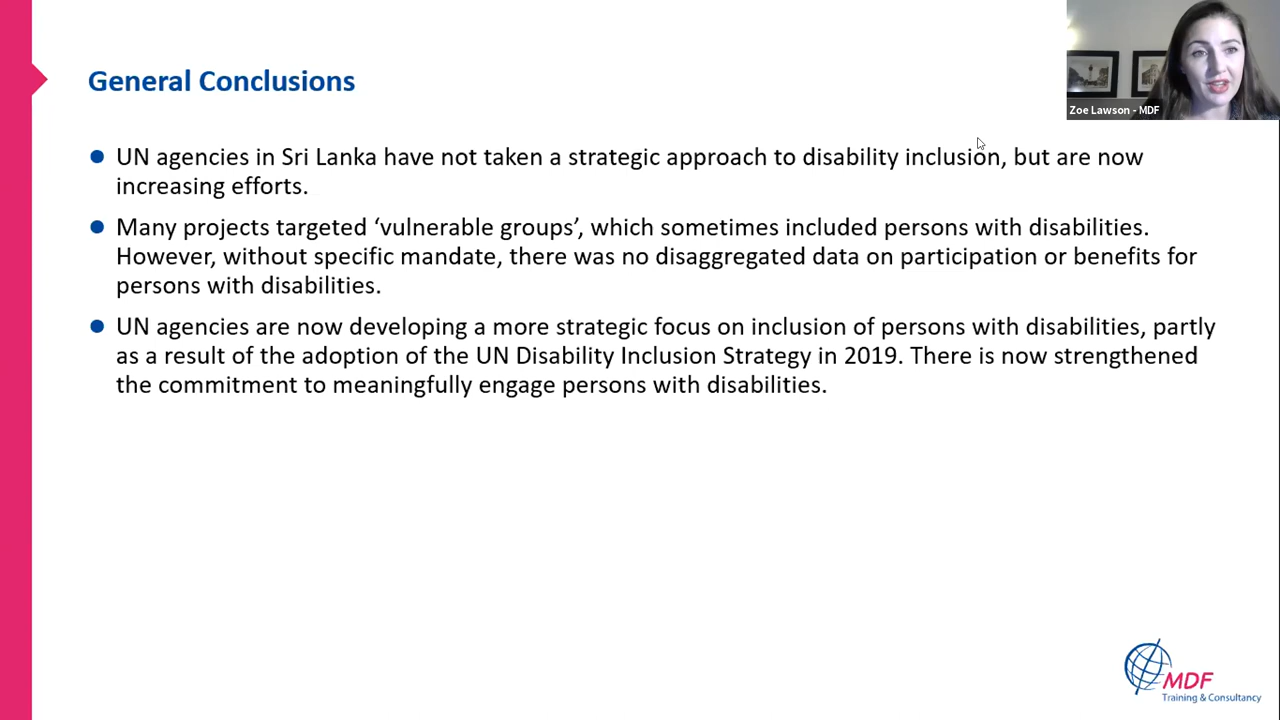 General Conclusions
Zoe Lawson - MDF
● UN agencies in Sri Lanka have not taken a strategic approach to disability inclusion, but are now
increasing efforts.
● Many projects targeted ‘vulnerable groups’, which sometimes included persons with disabilities.
However, without specific mandate, there was no disaggregated data on participation or benefits for
persons with disabilities.
● UN agencies are now developing a more strategic focus on inclusion of persons with disabilities, partly
as a result of the adoption of the UN Disability Inclusion Strategy in 2019. There is now strengthened
the commitment to meaningfully engage persons with disabilities.
MDF
Training & Consultancy